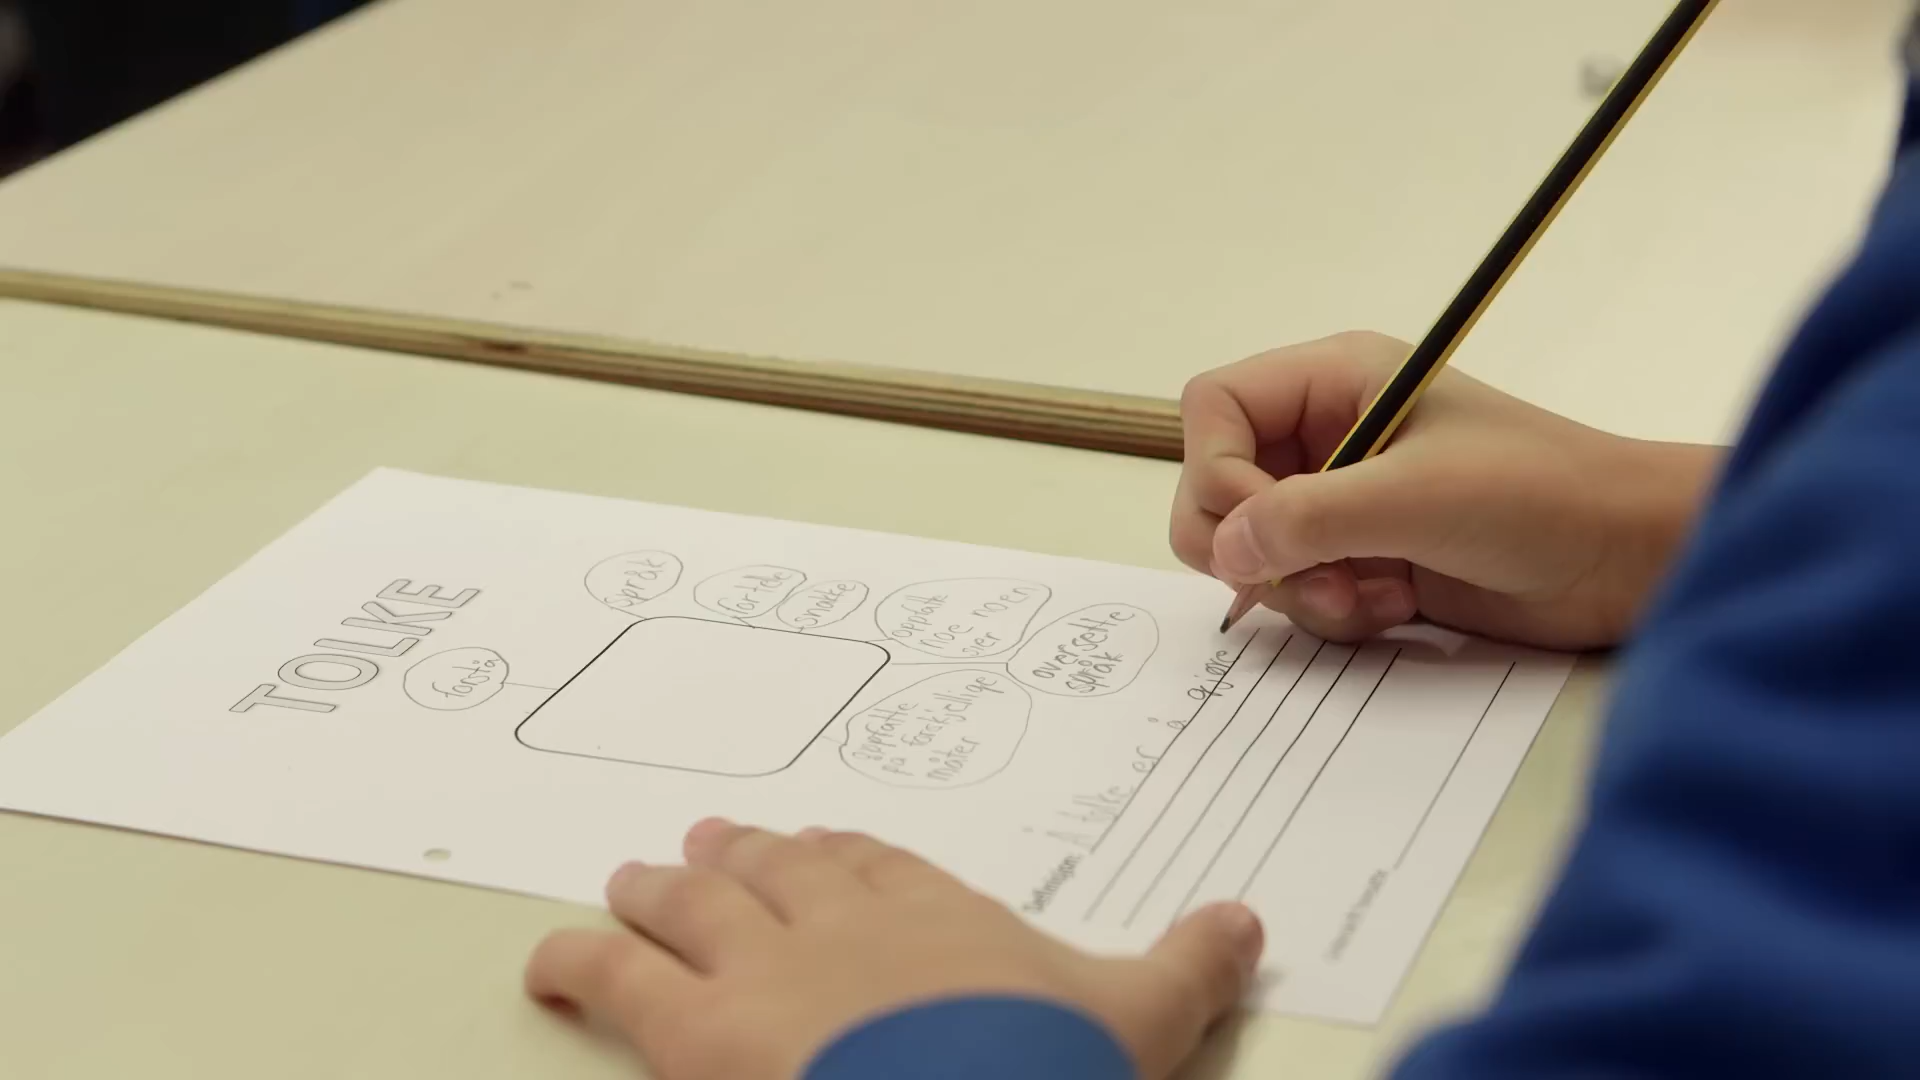 TOLKE
forstå
språk
fortelle
snakke
oppfatte
noe noen
sier
oversette
språk
oppfatte
på forskjellige
måter
Definisjon: Å tolke er å gjøre